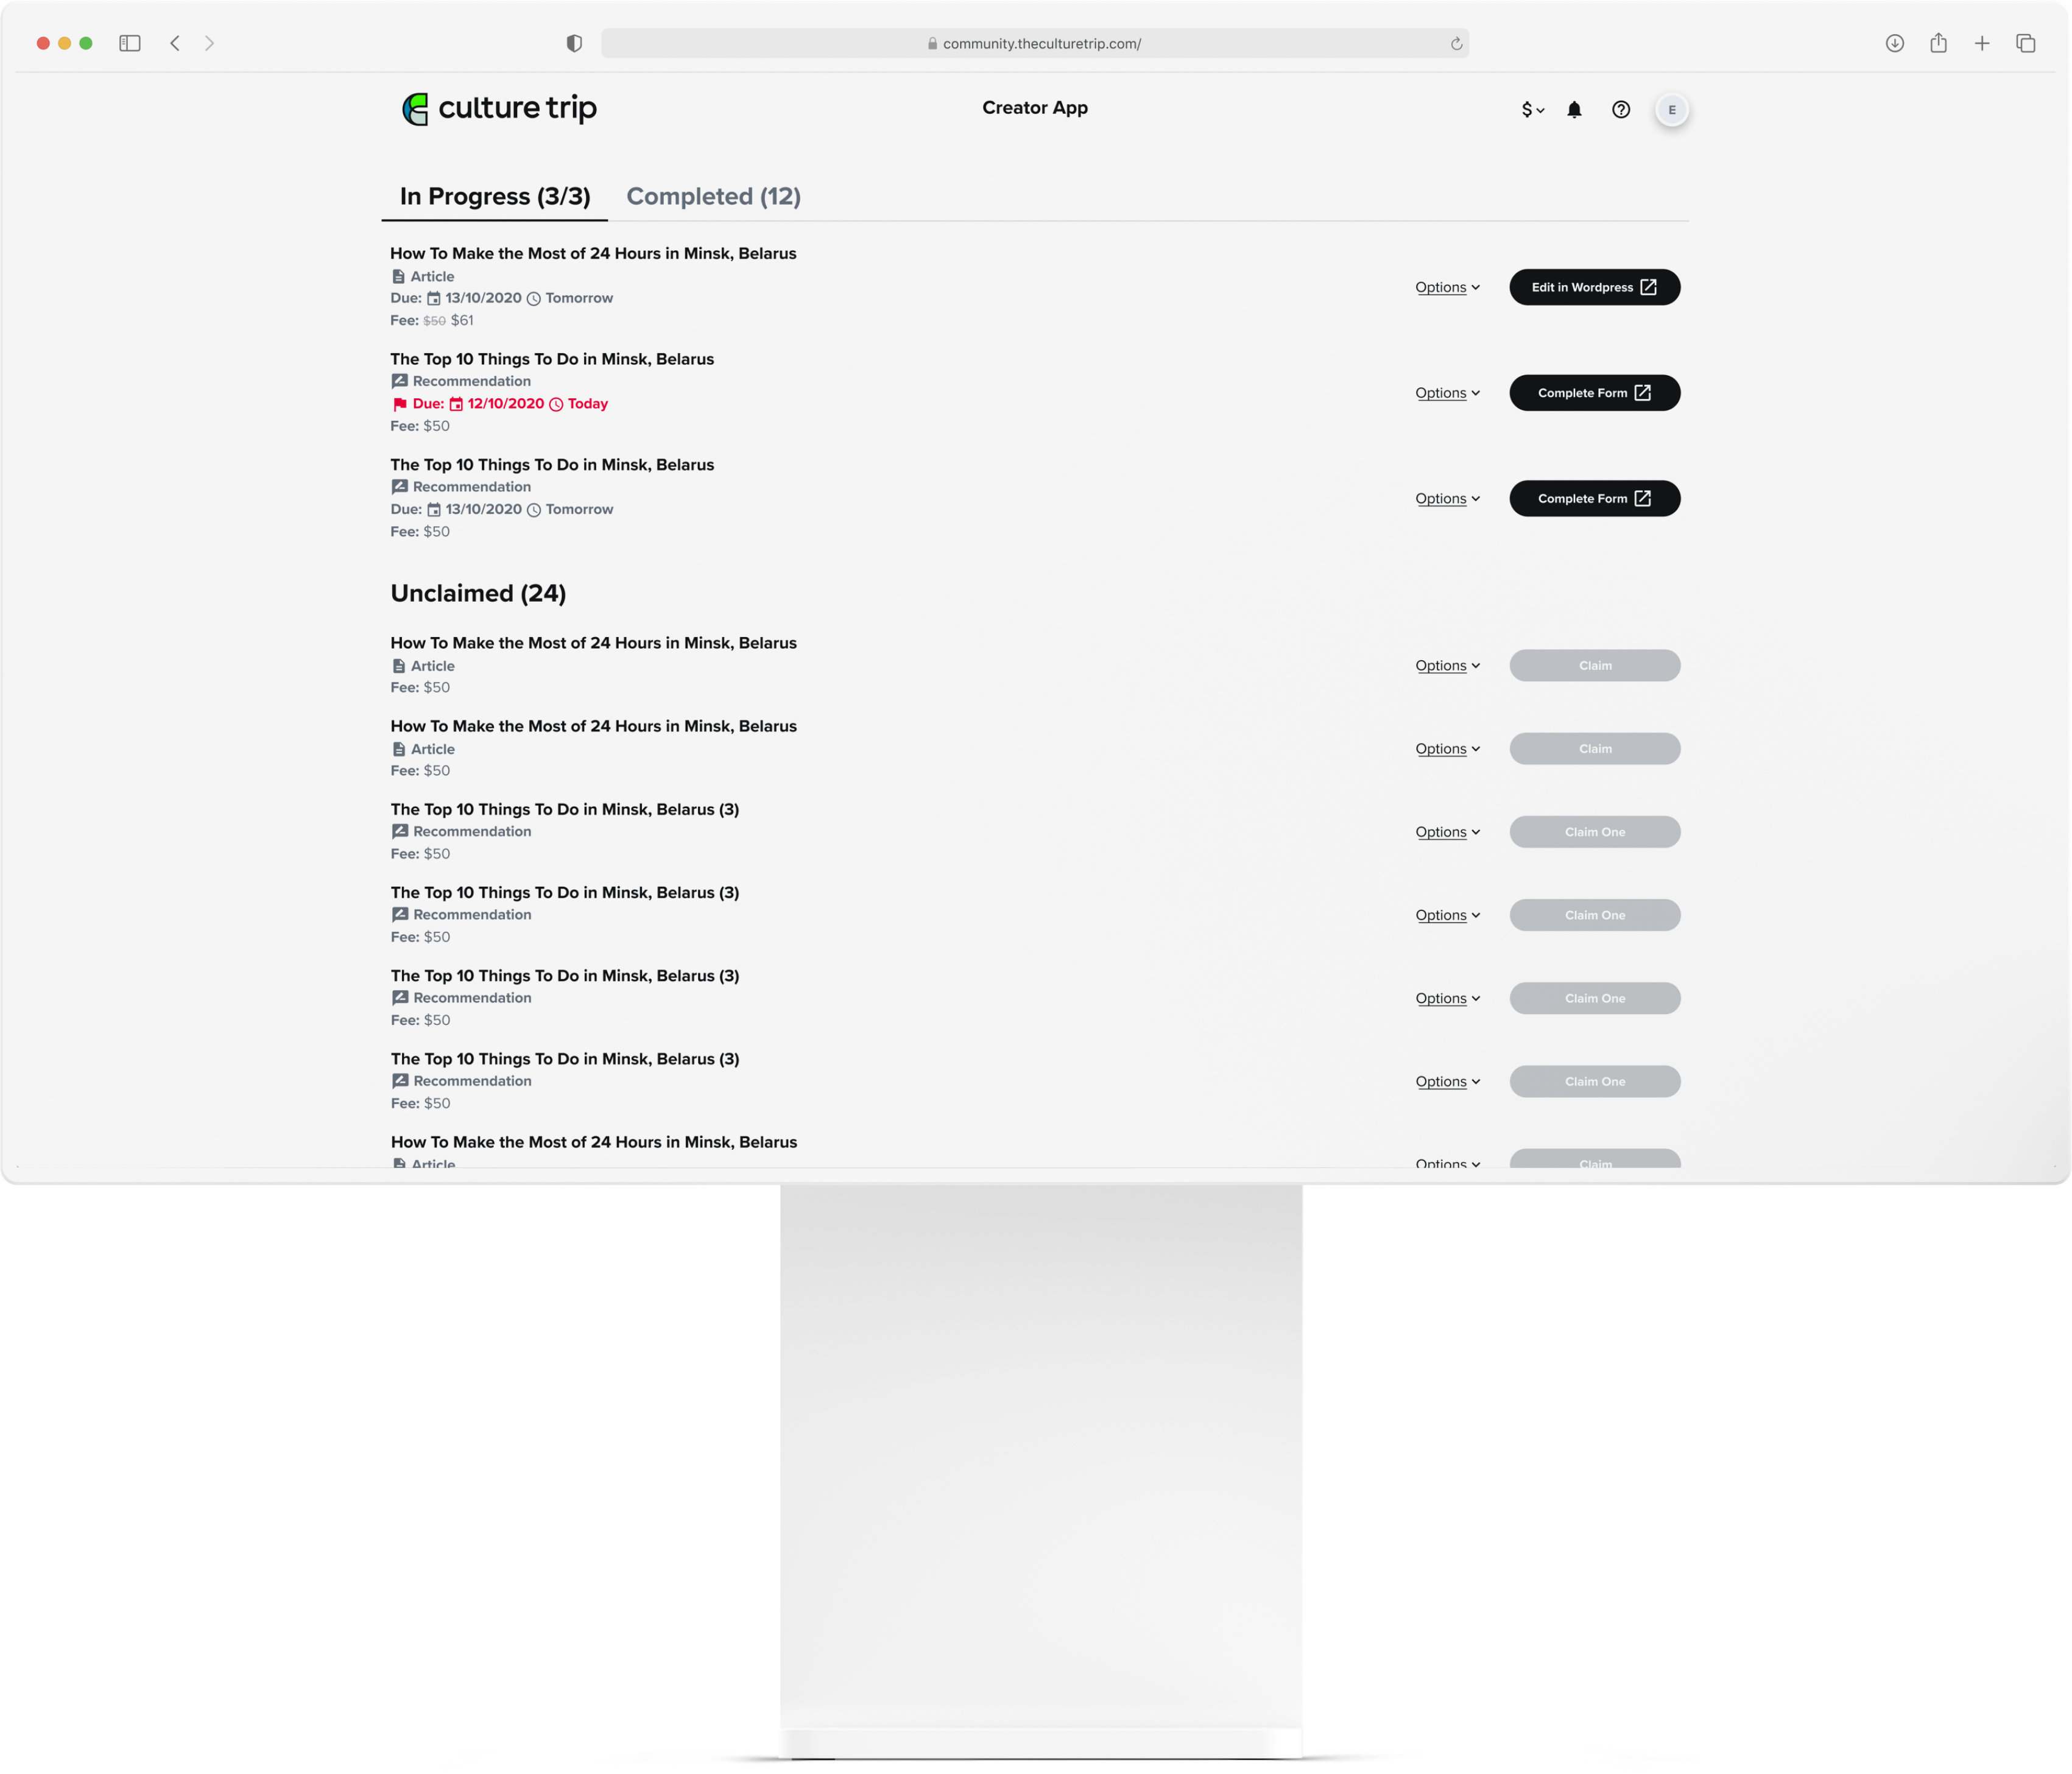 community.theculturetrip.com/
culture trip
Creator App
$
E
In Progress (3/3)
Completed (12)
How To Make the Most of 24 Hours in Minsk, Belarus
Article
Due: 13/10/2020 Tomorrow
Fee: $50 $61
Options
Edit in Wordpress
The Top 10 Things To Do in Minsk, Belarus
Recommendation
Due: 12/10/2020 Today
Fee: $50
Options
Complete Form
The Top 10 Things To Do in Minsk, Belarus
Recommendation
Due: 13/10/2020 Tomorrow
Fee: $50
Options
Complete Form
Unclaimed (24)
How To Make the Most of 24 Hours in Minsk, Belarus
Article
Fee: $50
Options
Claim
How To Make the Most of 24 Hours in Minsk, Belarus
Article
Fee: $50
Options
Claim
The Top 10 Things To Do in Minsk, Belarus (3)
Recommendation
Fee: $50
Options
Claim One
The Top 10 Things To Do in Minsk, Belarus (3)
Recommendation
Fee: $50
Options
Claim One
The Top 10 Things To Do in Minsk, Belarus (3)
Recommendation
Fee: $50
Options
Claim One
The Top 10 Things To Do in Minsk, Belarus (3)
Recommendation
Fee: $50
Options
Claim One
How To Make the Most of 24 Hours in Minsk, Belarus
Article
Options
Claim